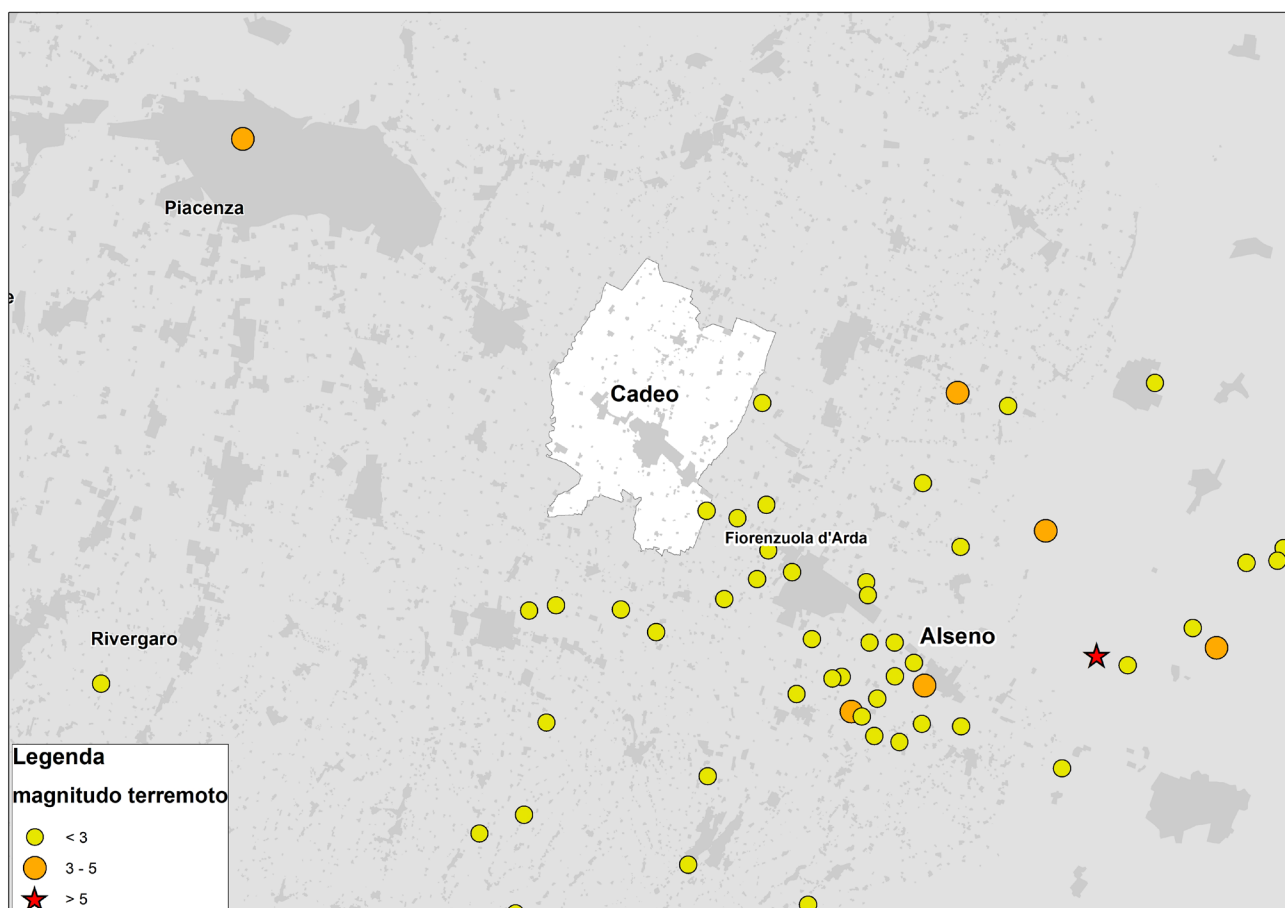 Piacenza
e
Cadeo
Fiorenzuola d'Arda
Rivergaro
Alseno
Legenda
magnitudo terremoto
< 3
3 - 5
> 5